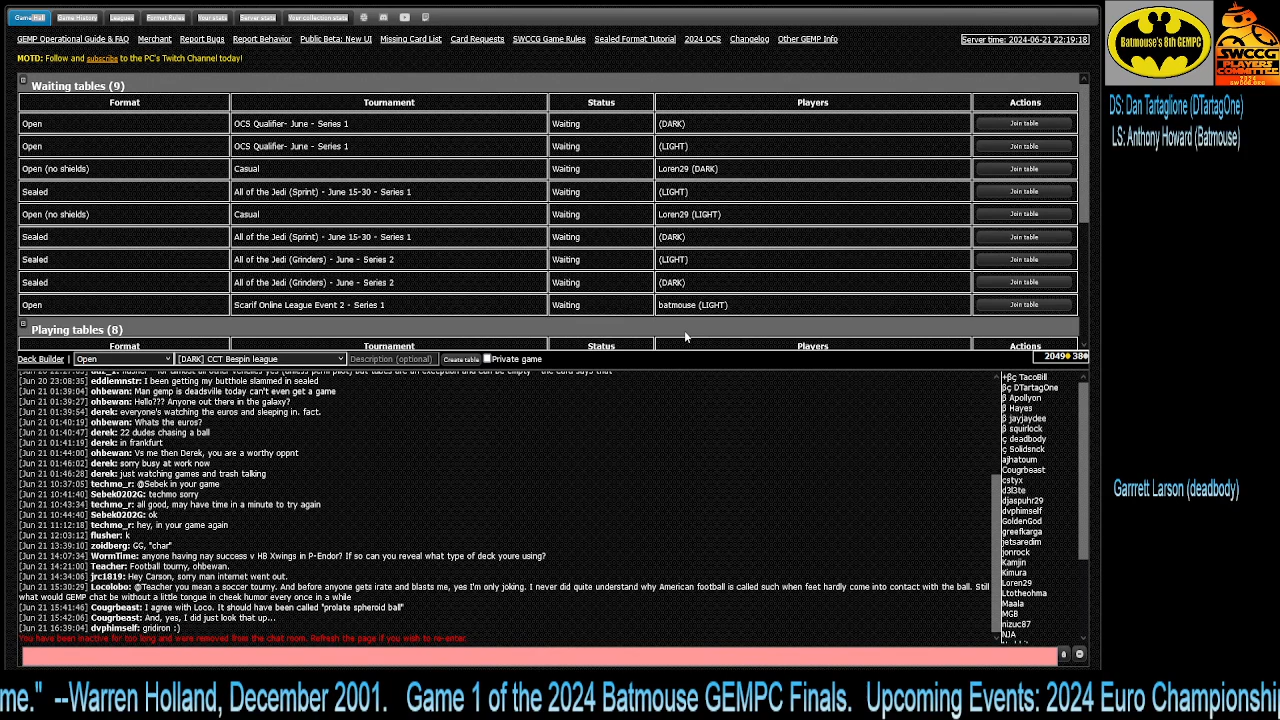 Game Hall Game History Leagues Format Rules Your stats Server stats Your collection stats
GEMP Operational Guide & FAQ Merchant Report Bugs Report Behavior Public Beta: New UI Missing Card List Card Requests SWCCG Game Rules Sealed Format Tutorial 2024 OCS Changelog Other GEMP Info Server time: 2024-06-21 22:19:18
MOTD: Follow and subscribe to the PC's Twitch Channel today!
Waiting tables (9)
Format Tournament Status Players Actions
Open OCS Qualifier- June - Series 1 Waiting (DARK) Join table
Open OCS Qualifier- June - Series 1 Waiting (LIGHT) Join table
Open (no shields) Casual Waiting Loren29 (DARK) Join table
Sealed All of the Jedi (Sprint) - June 15-30 - Series 1 Waiting (LIGHT) Join table
Open (no shields) Casual Waiting Loren29 (LIGHT) Join table
Sealed All of the Jedi (Sprint) - June 15-30 - Series 1 Waiting (DARK) Join table
Sealed All of the Jedi (Grinders) - June - Series 2 Waiting (LIGHT) Join table
Sealed All of the Jedi (Grinders) - June - Series 2 Waiting (DARK) Join table
Open Scarif Online League Event 2 - Series 1 Waiting batmouse (LIGHT) Join table
Playing tables (8)
Format Tournament Status Players Actions
Deck Builder | Open [DARK] CCT Bespin league Description (optional) Create table Private game 2049 38
[Jun 20 23:08:35] eddiemnstr: I been getting my butthole slammed in sealed
[Jun 21 01:39:04] ohbewan: Man gemp is deadsville today can't even get a game
[Jun 21 01:39:27] ohbewan: Hello??? Anyone out there in the galaxy?
[Jun 21 01:39:54] derek: everyone's watching the euros and sleeping in. fact.
[Jun 21 01:40:19] ohbewan: Whats the euros?
[Jun 21 01:40:47] derek: 22 dudes chasing a ball
[Jun 21 01:41:19] derek: in frankfurt
[Jun 21 01:44:00] ohbewan: Vs me then Derek, you are a worthy oppnt
[Jun 21 01:46:02] derek: sorry busy at work now
[Jun 21 01:46:28] derek: just watching games and trash talking
[Jun 21 10:37:05] techmo_r: @Sebek in your game
[Jun 21 10:41:40] Sebek0202G: techmo sorry
[Jun 21 10:43:34] techmo_r: all good, may have time in a minute to try again
[Jun 21 10:44:40] Sebek0202G: ok
[Jun 21 11:12:18] techmo_r: hey, in your game again
[Jun 21 12:03:12] flusher: k
[Jun 21 13:39:10] zoidberg: GG, "char"
[Jun 21 14:07:34] WormTime: anyone having nay success v HB Xwings in P-Endor? If so can you reveal what type of deck youre using?
[Jun 21 14:21:00] Teacher: Football tourny, ohbewan.
[Jun 21 14:34:06] jrc1819: Hey Carson, sorry man internet went out.
[Jun 21 15:30:29] Locolobo: @Teacher you mean a soccer tourny. And before anyone gets irate and blasts me, yes I'm only joking. I never did quite understand why American football is called such when feet hardly come into contact with the ball. Still
what would GEMP chat be without a little tongue in cheek humor every once in a while
[Jun 21 15:41:46] Cougrbeast: I agree with Loco. It should have been called "prolate spheroid ball"
[Jun 21 15:42:06] Cougrbeast: And, yes, I did just look that up...
[Jun 21 16:39:04] dvphimself: gridiron :)
You have been inactive for too long and were removed from the chat room. Refresh the page if you wish to re-enter.
+βç TacoBill
βç DTartagOne
β Apollyon
β Hayes
β jayjaydee
β squirlock
ç deadbody
ç Solidsnck
ajhatoum
Cougrbeast
cstyx
d3l3te
djaspuhr29
dvphimself
GoldenGod
greefkarga
jetsaredim
jonrock
Kamjin
Kimura
Loren29
Ltotheohma
Maala
MGB
nizuc87
NJA
Batmouse's 8th GEMPC
SWCCG
PLAYERS
COMMITTEE
DS: Dan Tartaglione (DTartagOne)
LS: Anthony Howard (Batmouse)
Garrrett Larson (deadbody)
me." --Warren Holland, December 2001. Game 1 of the 2024 Batmouse GEMPC Finals. Upcoming Events: 2024 Euro Championshi